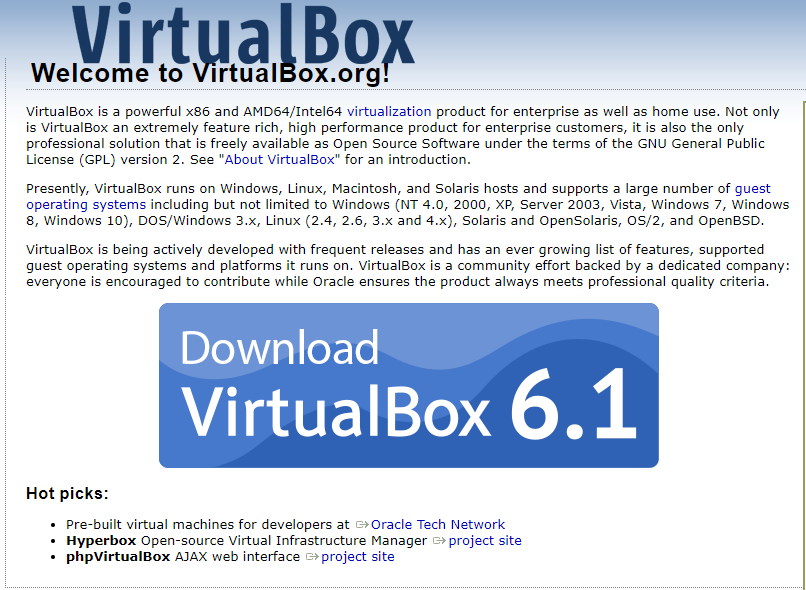 VirtualBox
Welcome to VirtualBox.org!
VirtualBox is a powerful x86 and AMD64/Intel64 virtualization product for enterprise as well as home use. Not only
is VirtualBox an extremely feature rich, high performance product for enterprise customers, it is also the only
professional solution that is freely available as Open Source Software under the terms of the GNU General Public
License (GPL) version 2. See "About VirtualBox" for an introduction.
Presently, VirtualBox runs on Windows, Linux, Macintosh, and Solaris hosts and supports a large number of guest
operating systems including but not limited to Windows (NT 4.0, 2000, XP, Server 2003, Vista, Windows 7, Windows
8, Windows 10), DOS/Windows 3.x, Linux (2.4, 2.6, 3.x and 4.x), Solaris and OpenSolaris, OS/2, and OpenBSD.
VirtualBox is being actively developed with frequent releases and has an ever growing list of features, supported
guest operating systems and platforms it runs on. VirtualBox is a community effort backed by a dedicated company:
everyone is encouraged to contribute while Oracle ensures the product always meets professional quality criteria.
Download
VirtualBox 6.1
Hot picks:
• Pre-built virtual machines for developers at Oracle Tech Network
• Hyperbox Open-source Virtual Infrastructure Manager project site
• phpVirtualBox AJAX web interface project site